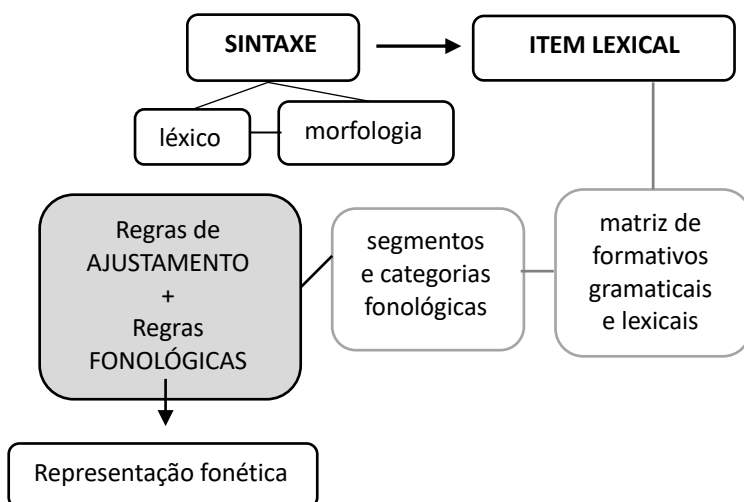 SINTAXE
ITEM LEXICAL
léxico
morfologia
Regras de
AJUSTAMENTO
+
Regras
FONOLÓGICAS
segmentos
e categorias
fonológicas
matriz de
formativos
gramaticais
e lexicais
Representação fonética